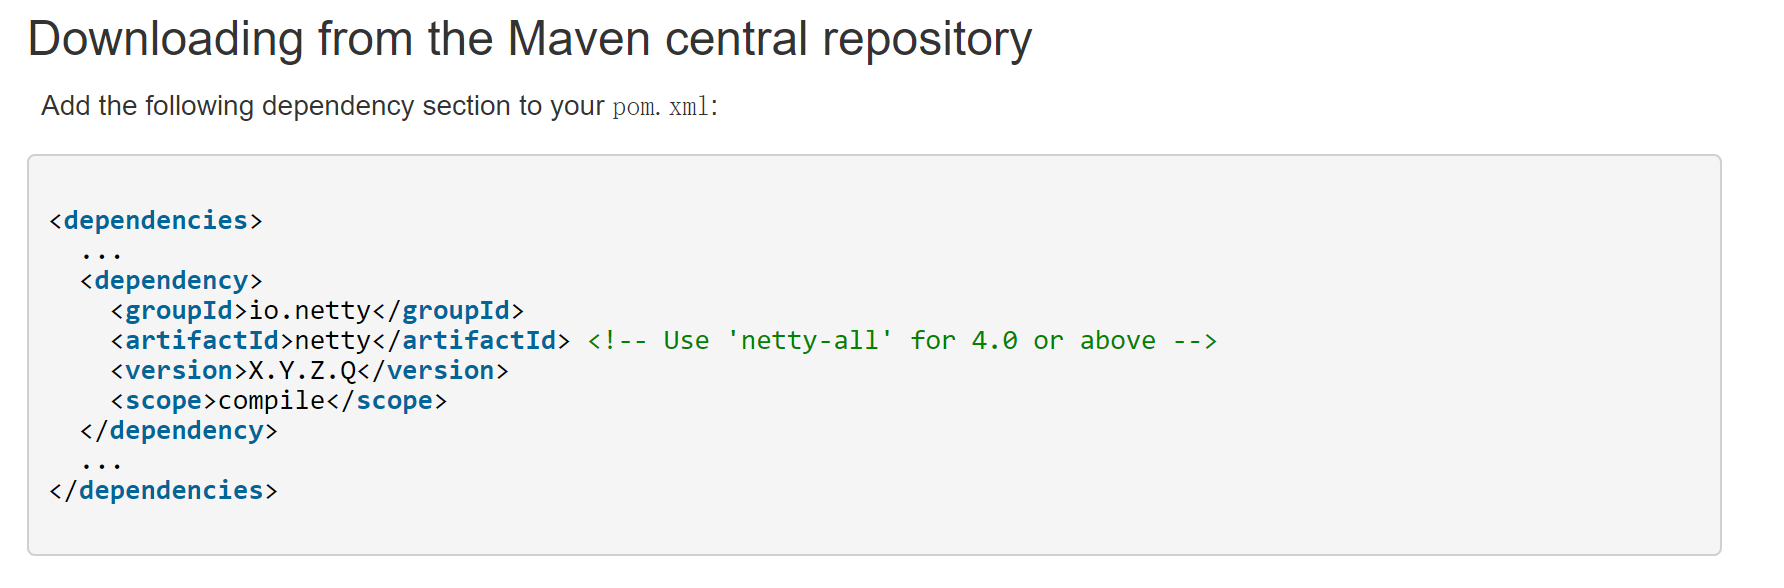 Downloading from the Maven central repository
Add the following dependency section to your pom.xml:
<dependencies>
  ...
  <dependency>
    <groupId>io.netty</groupId>
    <artifactId>netty</artifactId> <!-- Use 'netty-all' for 4.0 or above -->
    <version>X.Y.Z.Q</version>
    <scope>compile</scope>
  </dependency>
  ...
</dependencies>